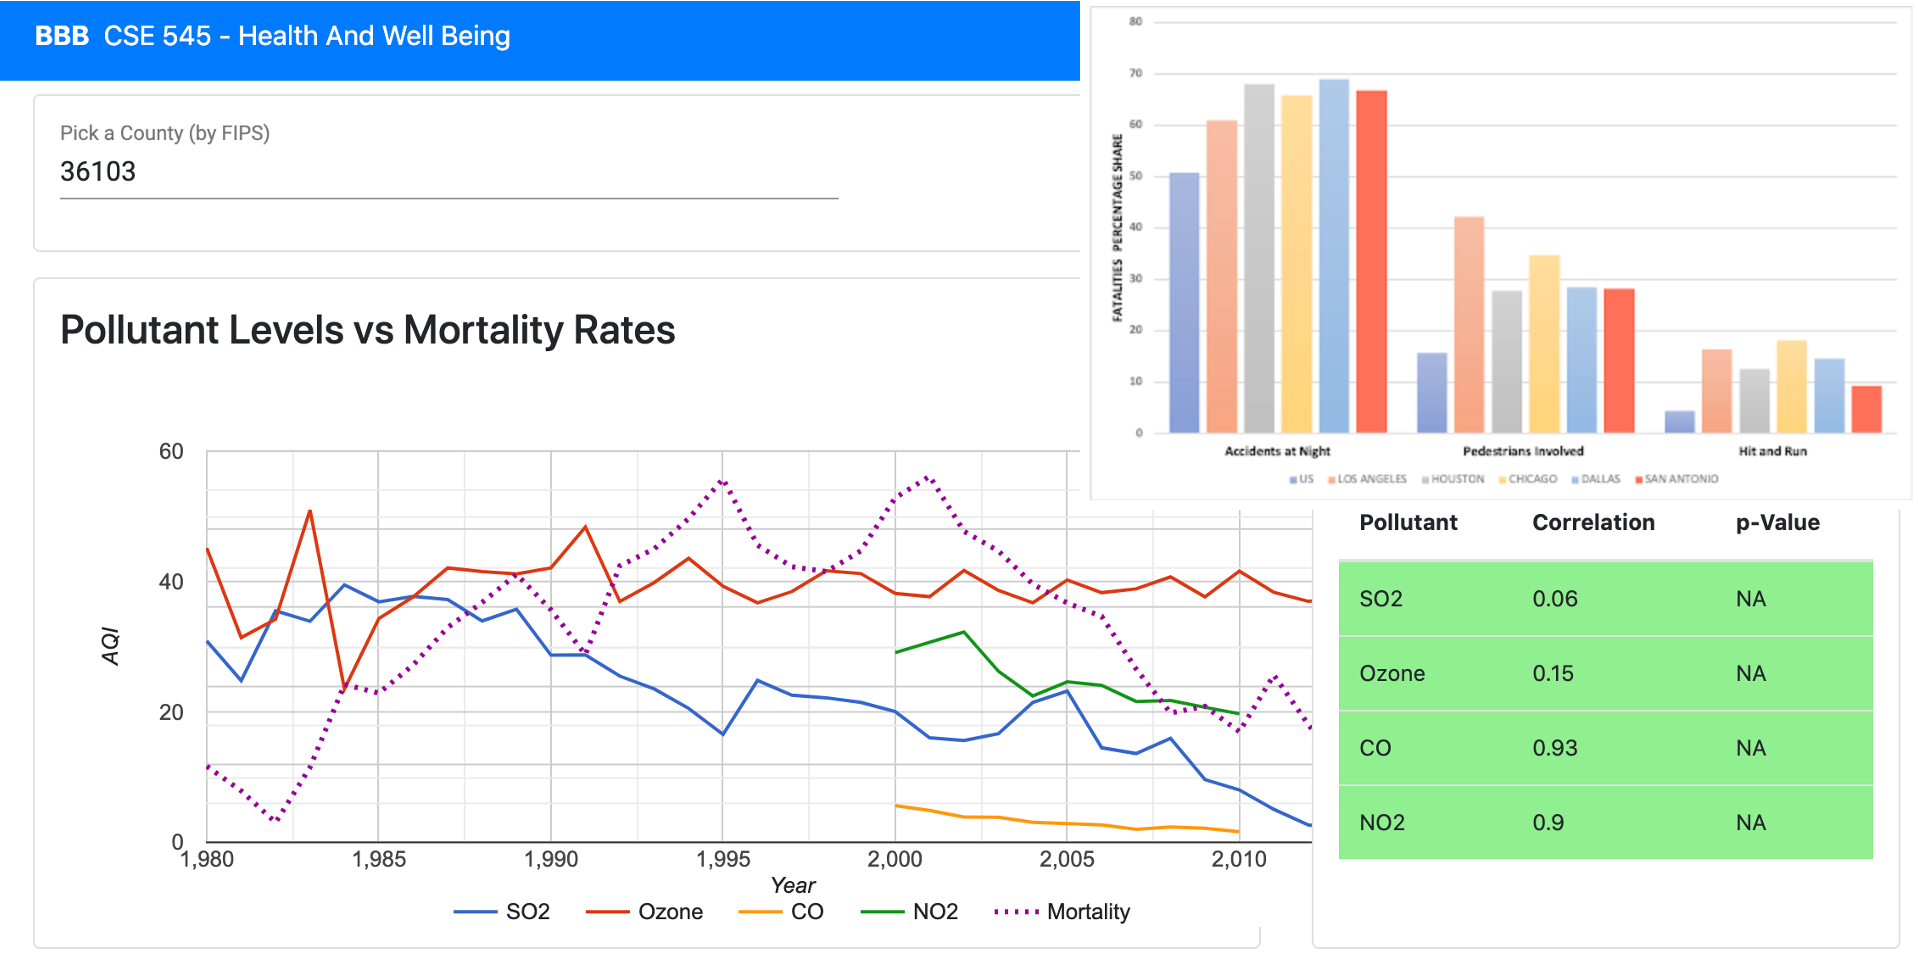 BBB CSE 545 - Health And Well Being
Pick a County (by FIPS)
36103
Pollutant Levels vs Mortality Rates
60
40
20
0
AQI
1,980 1,985 1,990 1,995 2,000 2,005 2,010
Year
SO2 Ozone CO NO2 Mortality
80
70
60
50
40
30
20
10
0
FATALITIES PERCENTAGE SHARE
Accidents at Night Pedestrians Involved Hit and Run
US LOS ANGELES HOUSTON CHICAGO DALLAS SAN ANTONIO
Pollutant Correlation p-Value
SO2 0.06 NA
Ozone 0.15 NA
CO 0.93 NA
NO2 0.9 NA